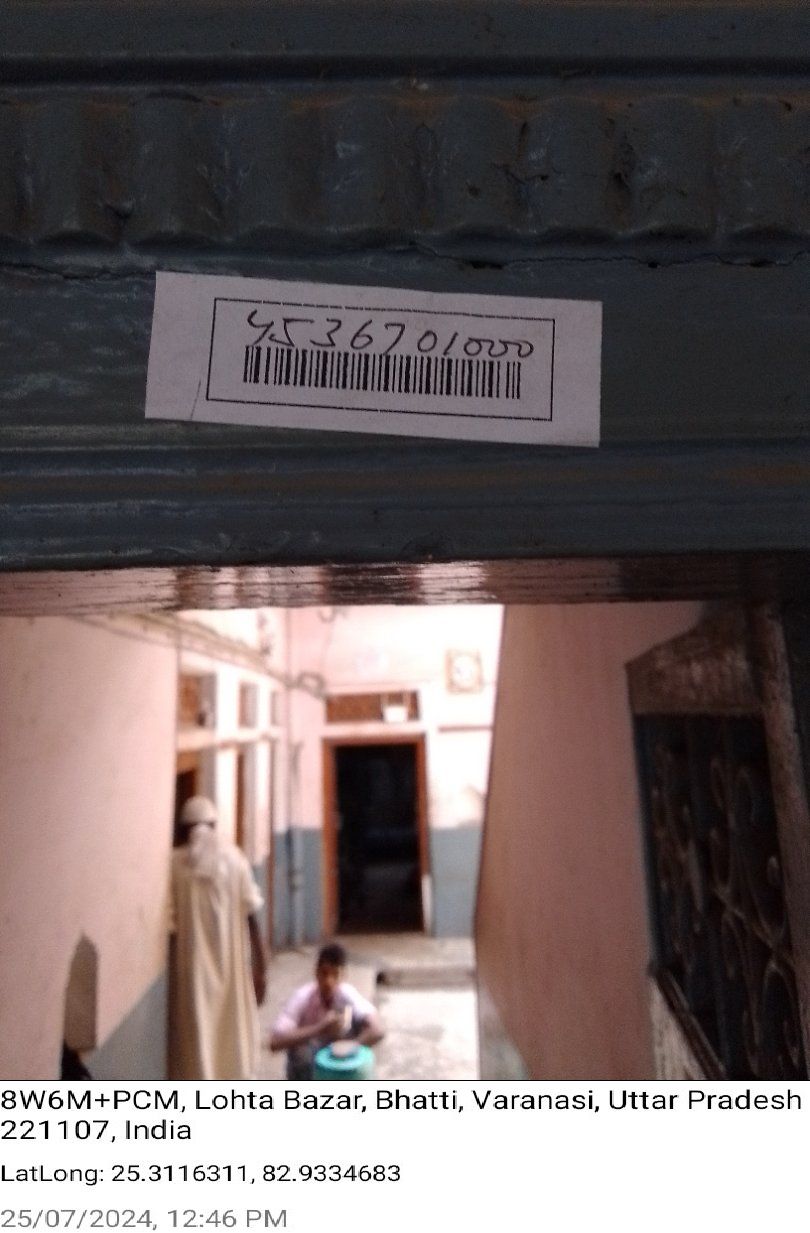 4536701000
8W6M+PCM, Lohta Bazar, Bhatti, Varanasi, Uttar Pradesh
221107, India
LatLong: 25.3116311, 82.9334683
25/07/2024, 12:46 PM